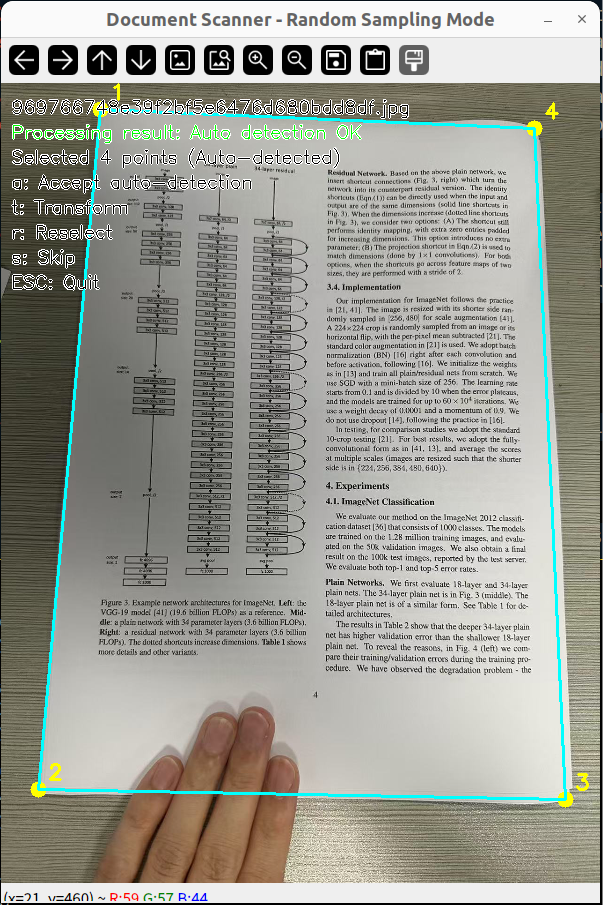 Document Scanner - Random Sampling Mode
1
4
969766748e39f2bf5e6476d680bdd8df.jpg
Processing result: Auto detection OK
Selected 4 points (Auto-detected)
a: Accept auto-detection
t: Transform
r: Reselect
s: Skip
ESC: Quit
34-layer residual
Residual Network. Based on the above plain network, we
insert shortcut connections (Fig. 3, right) which turn the
network into its counterpart residual version. The identity
shortcuts (Eqn.(1)) can be directly used when the input and
output are of the same dimensions (solid line shortcuts in
Fig. 3). When the dimensions increase (dotted line shortcuts
in Fig. 3), we consider two options: (A) The shortcut still
performs identity mapping, with extra zero entries padded
for increasing dimensions. This option introduces no extra
parameter; (B) The projection shortcut in Eqn.(2) is used to
match dimensions (done by 1×1 convolutions). For both
options, when the shortcuts go across feature maps of two
sizes, they are performed with a stride of 2.
3.4. Implementation
Our implementation for ImageNet follows the practice
in [21, 41]. The image is resized with its shorter side ran-
domly sampled in [256, 480] for scale augmentation [41].
A 224×224 crop is randomly sampled from an image or its
horizontal flip, with the per-pixel mean subtracted [21]. The
standard color augmentation in [21] is used. We adopt batch
normalization (BN) [16] right after each convolution and
before activation, following [16]. We initialize the weights
as in [13] and train all plain/residual nets from scratch. We
use SGD with a mini-batch size of 256. The learning rate
starts from 0.1 and is divided by 10 when the error plateaus,
and the models are trained for up to 60 × 10⁴ iterations. We
use a weight decay of 0.0001 and a momentum of 0.9. We
do not use dropout [14], following the practice in [16].
In testing, for comparison studies we adopt the standard
10-crop testing [21]. For best results, we adopt the fully-
convolutional form as in [41, 13], and average the scores
at multiple scales (images are resized such that the shorter
side is in {224, 256, 384, 480, 640}).
4. Experiments
4.1. ImageNet Classification
We evaluate our method on the ImageNet 2012 classifi-
cation dataset [36] that consists of 1000 classes. The models
are trained on the 1.28 million training images, and evalu-
ated on the 50k validation images. We also obtain a final
result on the 100k test images, reported by the test server.
We evaluate both top-1 and top-5 error rates.
Plain Networks. We first evaluate 18-layer and 34-layer
plain nets. The 34-layer plain net is in Fig. 3 (middle). The
18-layer plain net is of a similar form. See Table 1 for de-
tailed architectures.
The results in Table 2 show that the deeper 34-layer plain
net has higher validation error than the shallower 18-layer
plain net. To reveal the reasons, in Fig. 4 (left) we com-
pare their training/validation errors during the training pro-
cedure. We have observed the degradation problem - the
Figure 3. Example network architectures for ImageNet. Left: the
VGG-19 model [41] (19.6 billion FLOPs) as a reference. Mid-
dle: a plain network with 34 parameter layers (3.6 billion FLOPs).
Right: a residual network with 34 parameter layers (3.6 billion
FLOPs). The dotted shortcuts increase dimensions. Table 1 shows
more details and other variants.
4
2
3
(x=21, y=460) ~ R:59 G:57 B:44